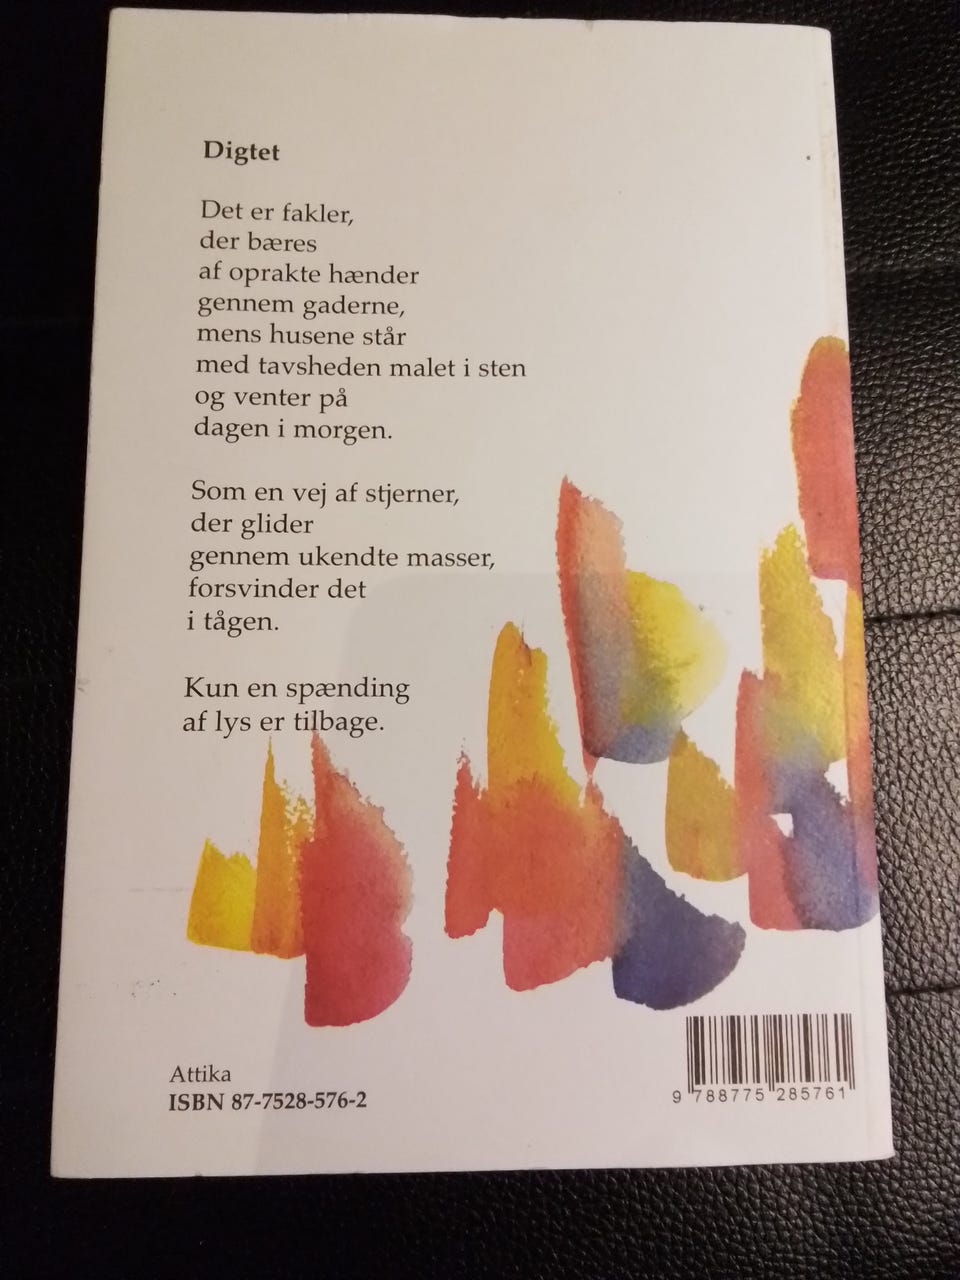 Digtet
Det er fakler,
der bæres
af oprakte hænder
gennem gaderne,
mens husene står
med tavsheden malet i sten
og venter på
dagen i morgen.
Som en vej af stjerner,
der glider
gennem ukendte masser,
forsvinder det
i tågen.
Kun en spænding
af lys er tilbage.
Attika
ISBN 87-7528-576-2
9 788775 285761